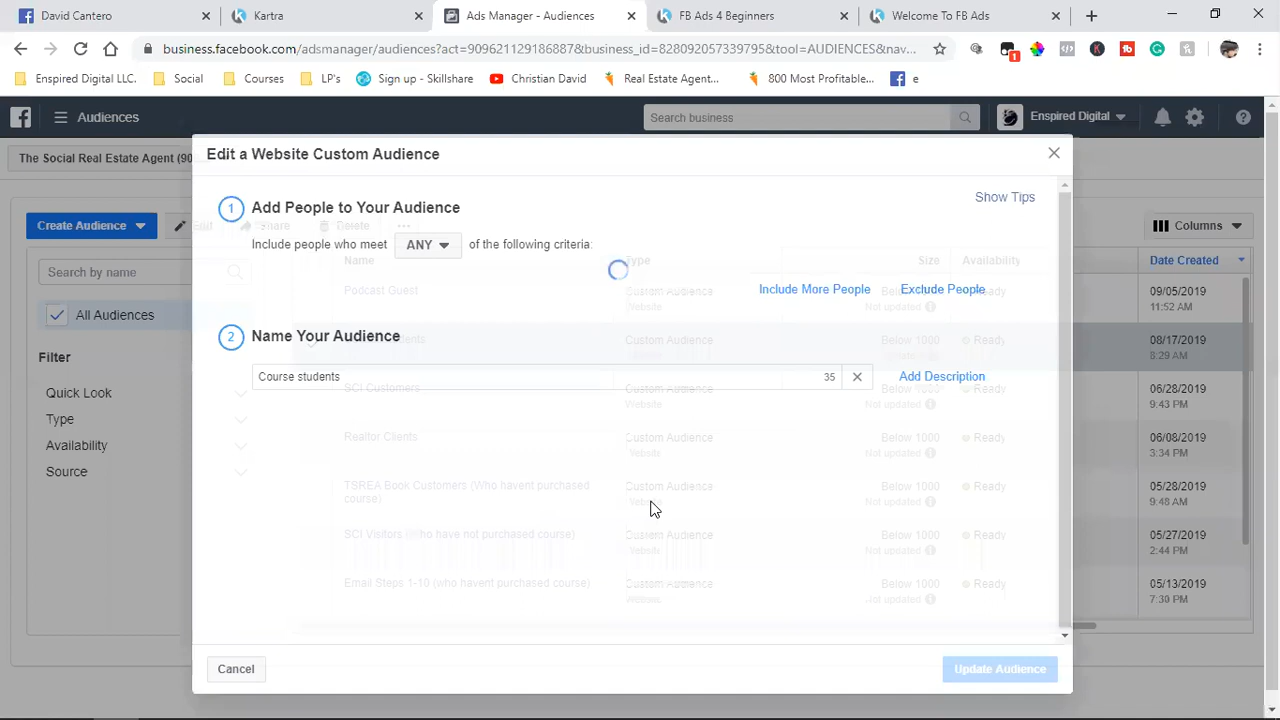 David Cantero
Kartra
Ads Manager - Audiences
FB Ads 4 Beginners
Welcome To FB Ads
business.facebook.com/adsmanager/audiences?act=909621129186887&business_id=828092057339795&tool=AUDIENCES&nav...
Enspired Digital LLC.
Social
Courses
LP's
Sign up - Skillshare
Christian David
Real Estate Agent...
800 Most Profitable...
e
1
Audiences
Search business
Enspired Digital
The Social Real Estate Agent (90
Edit a Website Custom Audience
Show Tips
1 Add People to Your Audience
Create Audience
Edit
Share
Delete
Columns
Include people who meet ANY of the following criteria:
Name
Type
Size
Availability
Date Created
Search by name
Include More People
Exclude People
Podcast Guest
Custom Audience
Website
Below 1000
Not updated
Ready
09/05/2019
11:52 AM
All Audiences
2 Name Your Audience
Custom Audience
Below 1000
Ready
08/17/2019
8:29 AM
Filter
Course students
35
Add Description
Quick Look
SCI Customers
Custom Audience
Website
Below 1000
Not updated
Ready
06/28/2019
9:43 PM
Type
Availability
Realtor Clients
Custom Audience
Website
Below 1000
Not updated
Ready
06/08/2019
3:34 PM
Source
TSREA Book Customers (Who havent purchased
course)
Custom Audience
Website
Below 1000
Not updated
Ready
05/28/2019
9:48 AM
SCI Visitors (who have not purchased course)
Custom Audience
Website
Below 1000
Not updated
Ready
05/27/2019
2:44 PM
Email Steps 1-10 (who havent purchased course)
Custom Audience
Website
Below 1000
Not updated
Ready
05/13/2019
7:39 PM
Cancel
Update Audience